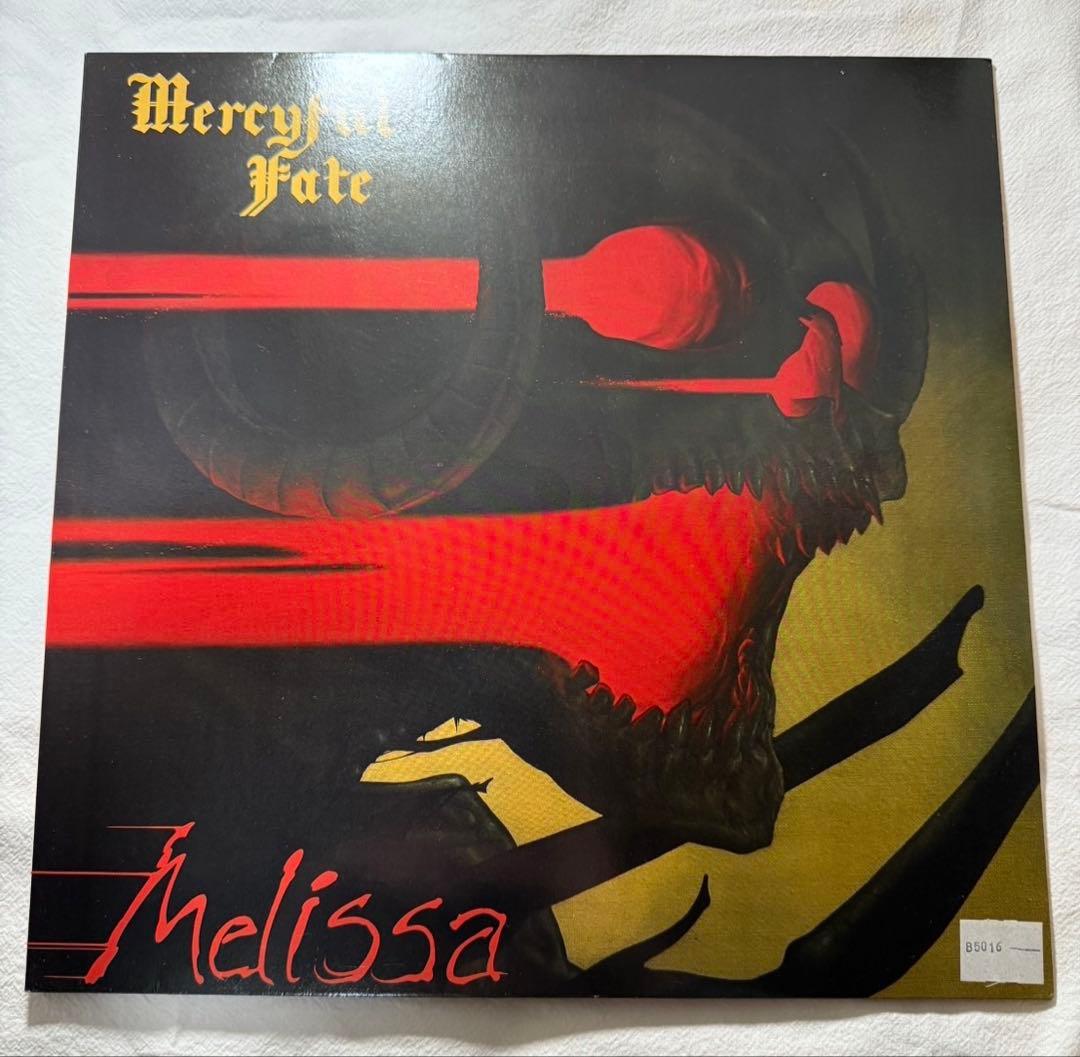 Mercyful
Fate
Melissa
B5016